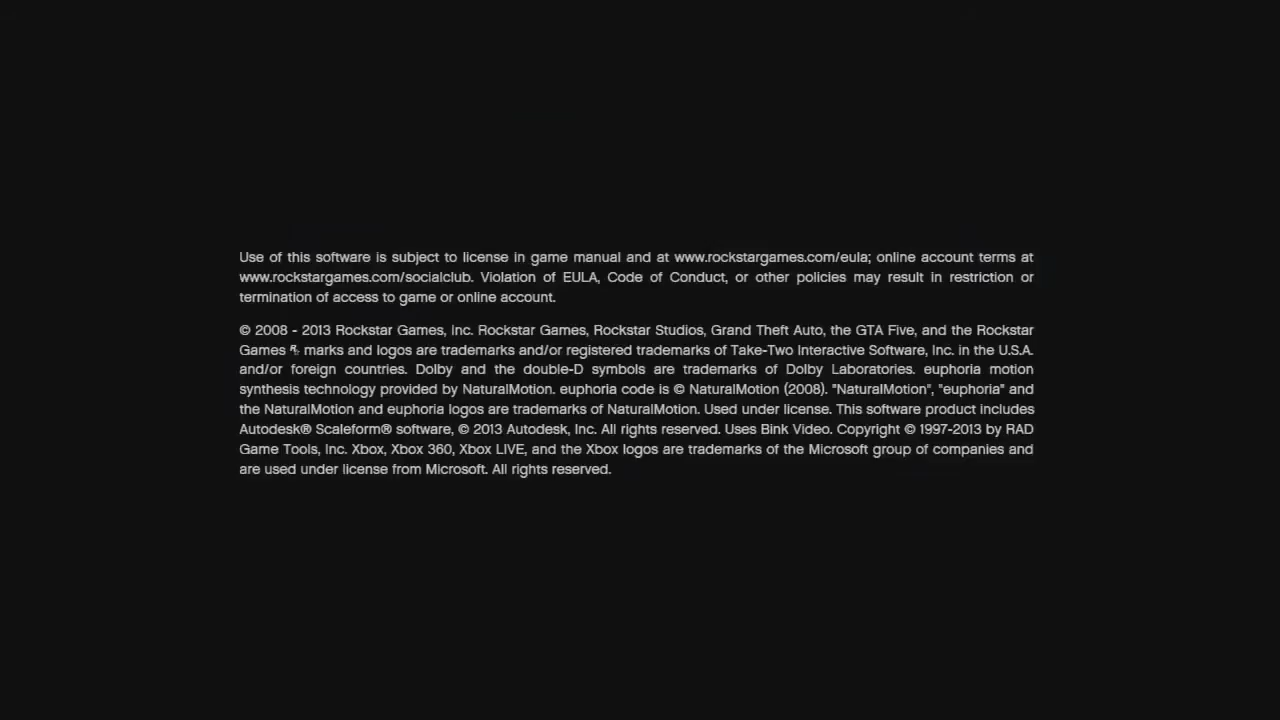 Use of this software is subject to license in game manual and at www.rockstargames.com/eula; online account terms at
www.rockstargames.com/socialclub. Violation of EULA, Code of Conduct, or other policies may result in restriction or
termination of access to game or online account.
© 2008 - 2013 Rockstar Games, Inc. Rockstar Games, Rockstar Studios, Grand Theft Auto, the GTA Five, and the Rockstar
Games R* marks and logos are trademarks and/or registered trademarks of Take-Two Interactive Software, Inc. in the U.S.A.
and/or foreign countries. Dolby and the double-D symbols are trademarks of Dolby Laboratories. euphoria motion
synthesis technology provided by NaturalMotion. euphoria code is © NaturalMotion (2008). "NaturalMotion", "euphoria" and
the NaturalMotion and euphoria logos are trademarks of NaturalMotion. Used under license. This software product includes
Autodesk® Scaleform® software, © 2013 Autodesk, Inc. All rights reserved. Uses Bink Video. Copyright © 1997-2013 by RAD
Game Tools, Inc. Xbox, Xbox 360, Xbox LIVE, and the Xbox logos are trademarks of the Microsoft group of companies and
are used under license from Microsoft. All rights reserved.